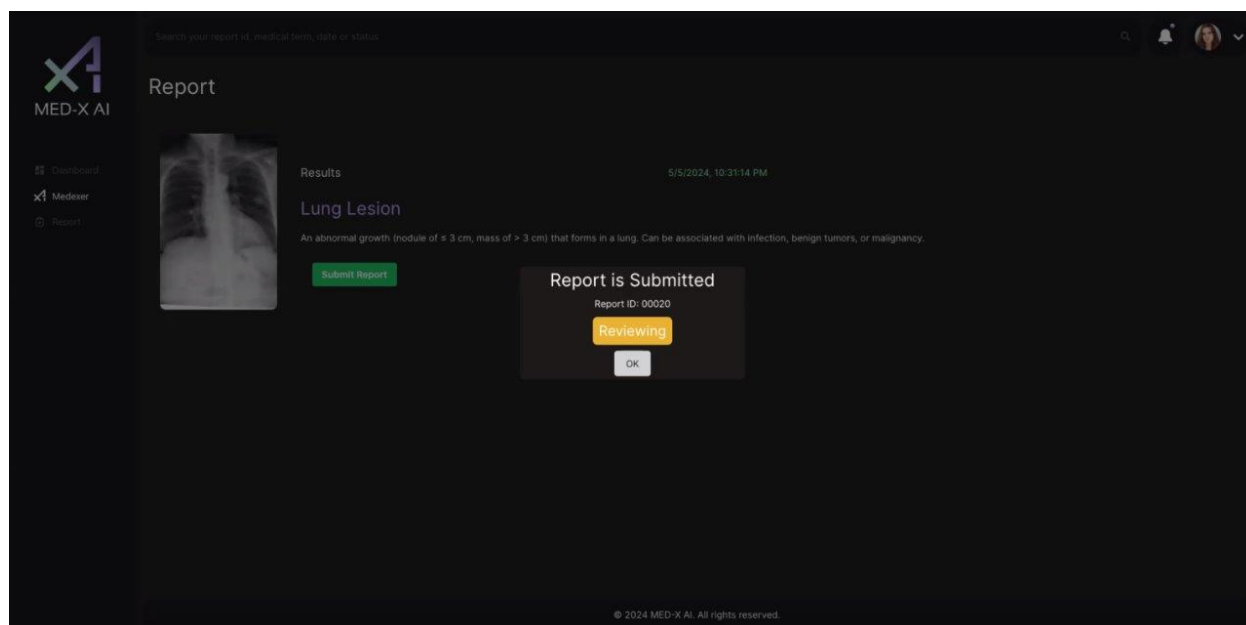 Search your report id, medical term, date or status
MED-X AI
Report
Dashboard
Medexer
Report
Results
5/5/2024, 10:31:14 PM
Lung Lesion
An abnormal growth (nodule of ≤ 3 cm, mass of > 3 cm) that forms in a lung. Can be associated with infection, benign tumors, or malignancy.
Submit Report
Report is Submitted
Report ID: 00020
Reviewing
OK
© 2024 MED-X AI. All rights reserved.